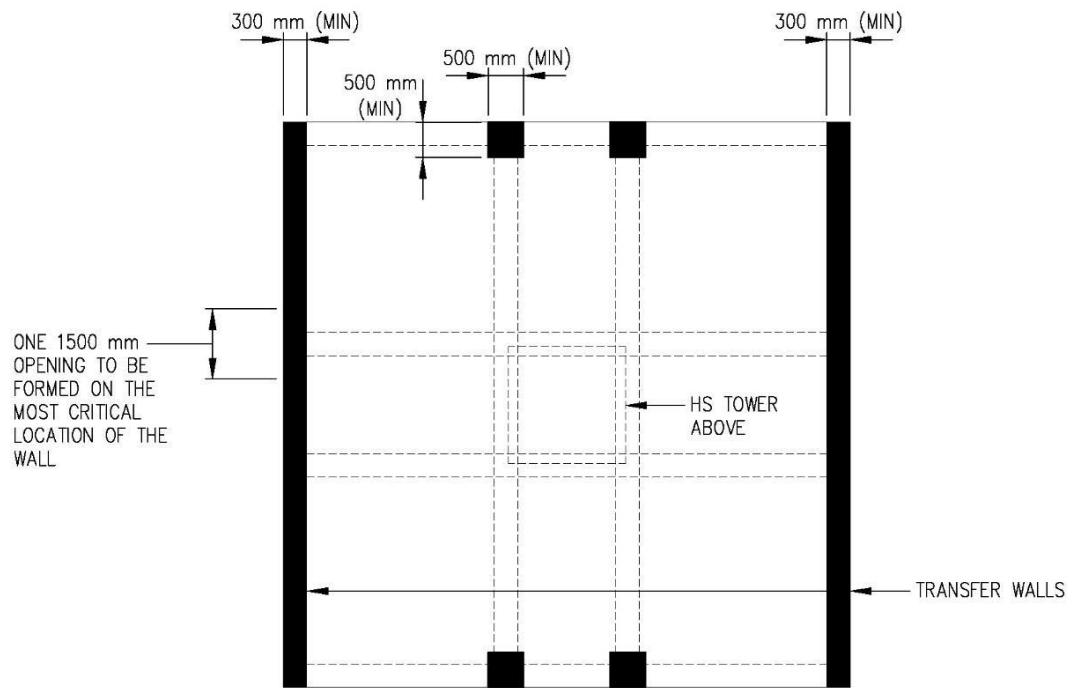 300 mm (MIN)
300 mm (MIN)
500 mm (MIN)
500 mm
(MIN)
ONE 1500 mm
OPENING TO BE
FORMED ON THE
MOST CRITICAL
LOCATION OF THE
WALL
HS TOWER
ABOVE
TRANSFER WALLS